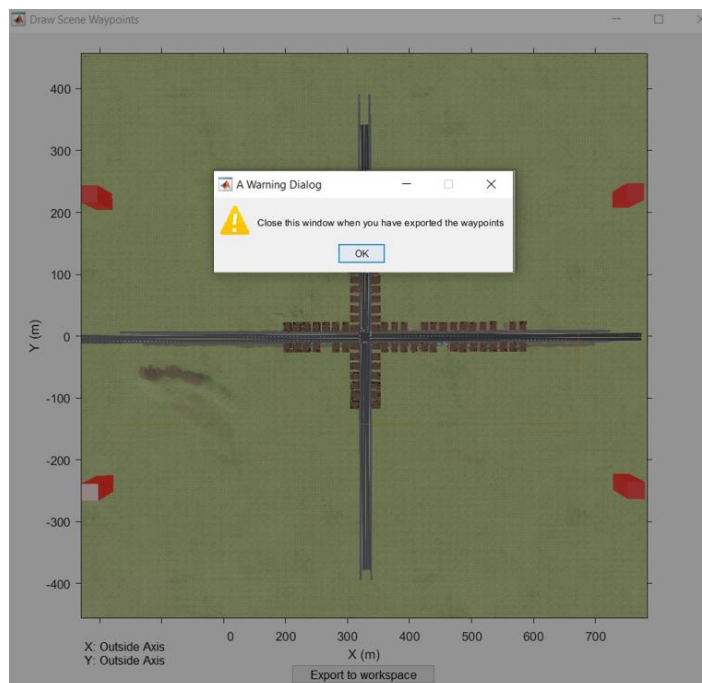 Draw Scene Waypoints
400
300
A Warning Dialog
Close this window when you have exported the waypoints
200
OK
100
Y (m)
0
-100
-200
-300
-400
0 200 300 400 500 600 700
X: Outside Axis
X (m)
Y: Outside Axis
Export to workspace